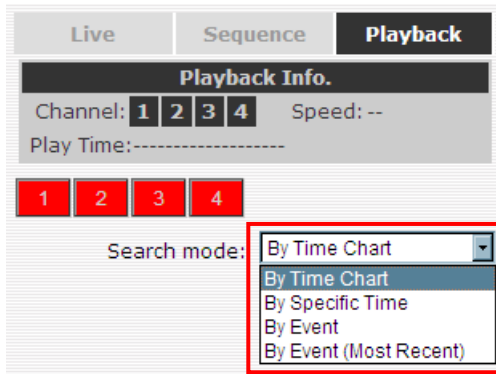 Live Sequence Playback
Playback Info.
Channel: 1 2 3 4 Speed: --
Play Time:-------------------
1 2 3 4
Search mode: By Time Chart
By Time Chart
By Specific Time
By Event
By Event (Most Recent)